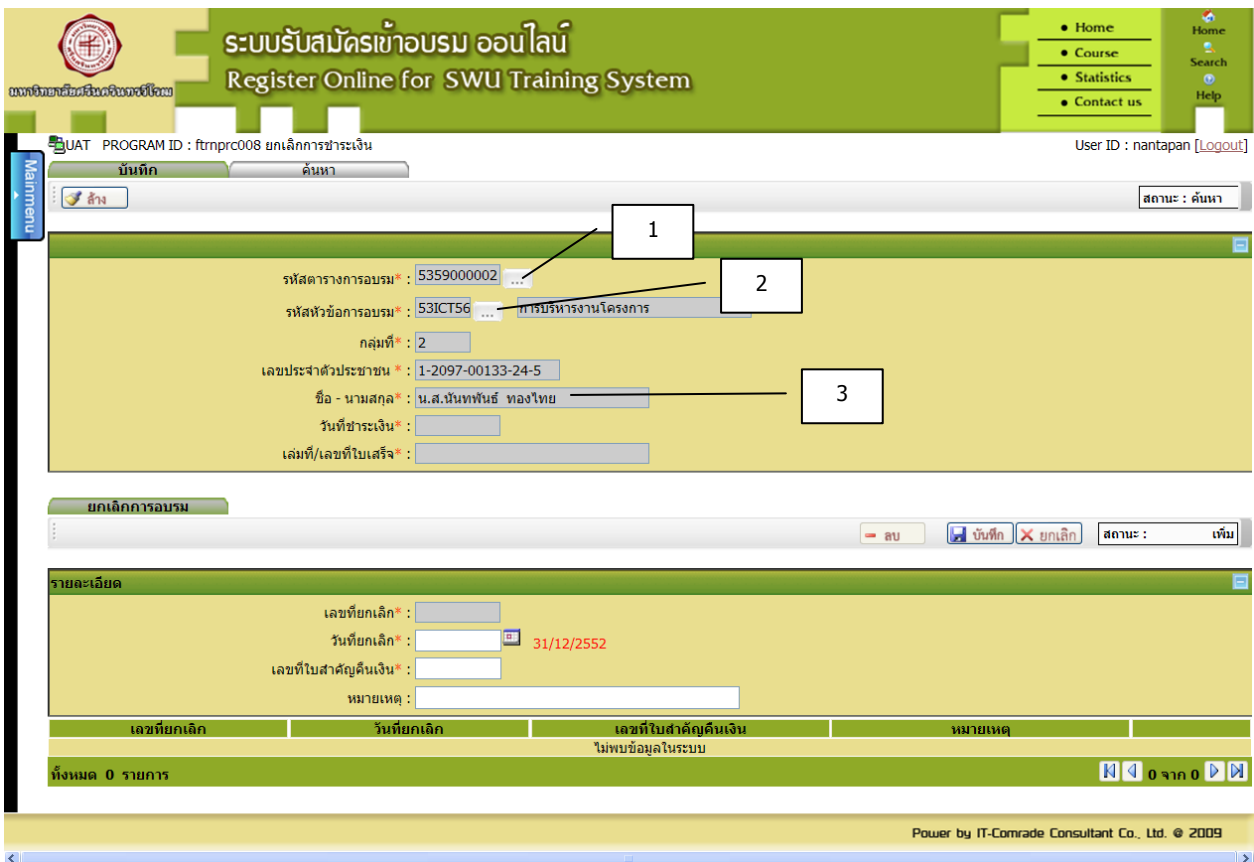 ระบบรับสมัครเข้าอบรม ออนไลน์
Register Online for SWU Training System
มหาวิทยาลัยศรีนครินทรวิโรฒ
• Home
• Course
• Statistics
• Contact us
Home
Search
Help
UAT PROGRAM ID : ftrnprc008 ยกเลิกการชำระเงิน
User ID : nantapan [Logout]
Mainmenu
บันทึก ค้นหา
ล้าง สถานะ : ค้นหา
1
รหัสตารางการอบรม* : 5359000002 ...
2
รหัสหัวข้อการอบรม* : 53ICT56 ... การบริหารงานโครงการ
กลุ่มที่* : 2
เลขประจำตัวประชาชน * : 1-2097-00133-24-5
ชื่อ - นามสกุล* : น.ส.นันทพันธ์ ทองไทย
3
วันที่ชำระเงิน* :
เล่มที่/เลขที่ใบเสร็จ* :
ยกเลิกการอบรม
ลบ บันทึก ยกเลิก สถานะ : เพิ่ม
รายละเอียด
เลขที่ยกเลิก* :
วันที่ยกเลิก* : 31/12/2552
เลขที่ใบสำคัญคืนเงิน* :
หมายเหตุ :
เลขที่ยกเลิก วันที่ยกเลิก เลขที่ใบสำคัญคืนเงิน หมายเหตุ
ไม่พบข้อมูลในระบบ
ทั้งหมด 0 รายการ 0 จาก 0
Power by IT-Comrade Consultant Co., Ltd. @ 2009